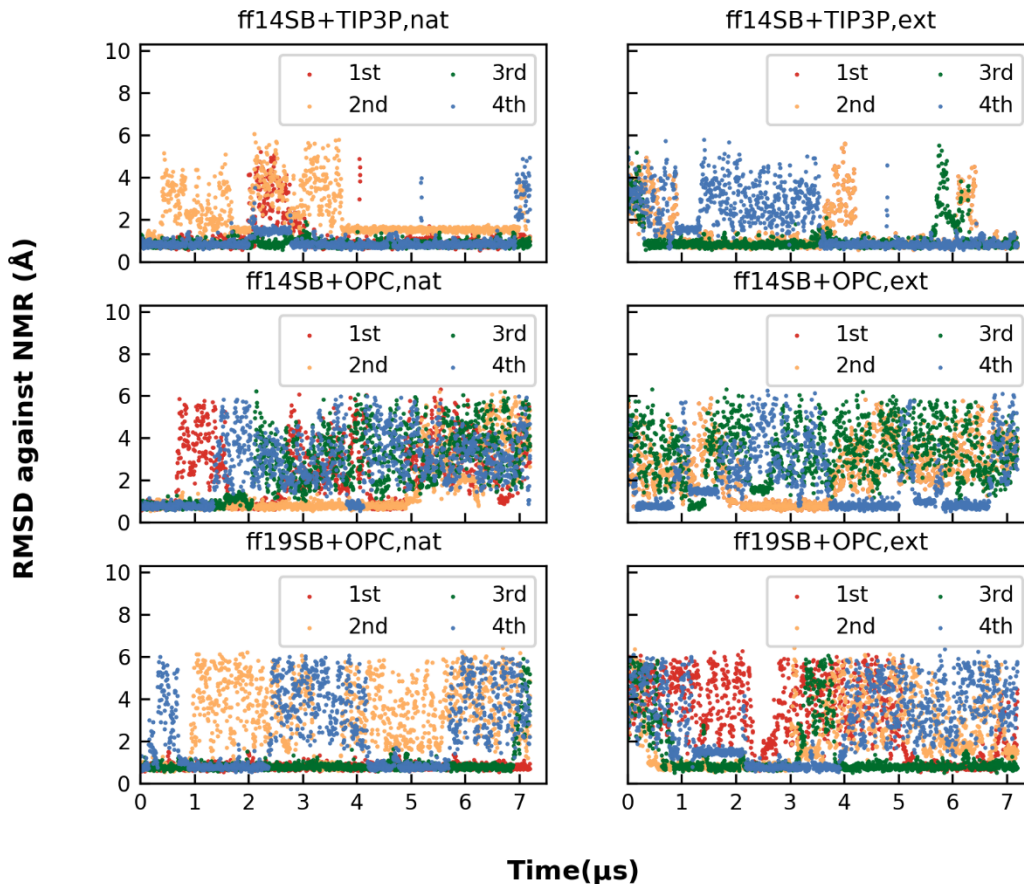 ff14SB+TIP3P,nat
ff14SB+TIP3P,ext
10
8
6
4
2
0
1st
2nd
3rd
4th
1st
2nd
3rd
4th
ff14SB+OPC,nat
ff14SB+OPC,ext
10
8
6
4
2
0
1st
2nd
3rd
4th
1st
2nd
3rd
4th
ff19SB+OPC,nat
ff19SB+OPC,ext
10
8
6
4
2
0
1st
2nd
3rd
4th
1st
2nd
3rd
4th
0 1 2 3 4 5 6 7
0 1 2 3 4 5 6 7
RMSD against NMR (Å)
Time(μs)